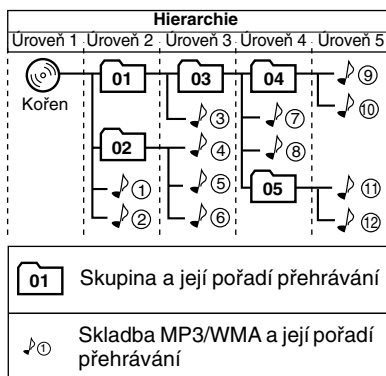 Hierarchie
Úroveň 1 Úroveň 2 Úroveň 3 Úroveň 4 Úroveň 5
01 03 04 ⑨
Kořen
⑩
③ ⑦
02 ④ ⑧
① ⑤ 05 ⑪
② ⑥ ⑫
01 Skupina a její pořadí přehrávání
① Skladba MP3/WMA a její pořadí
přehrávání